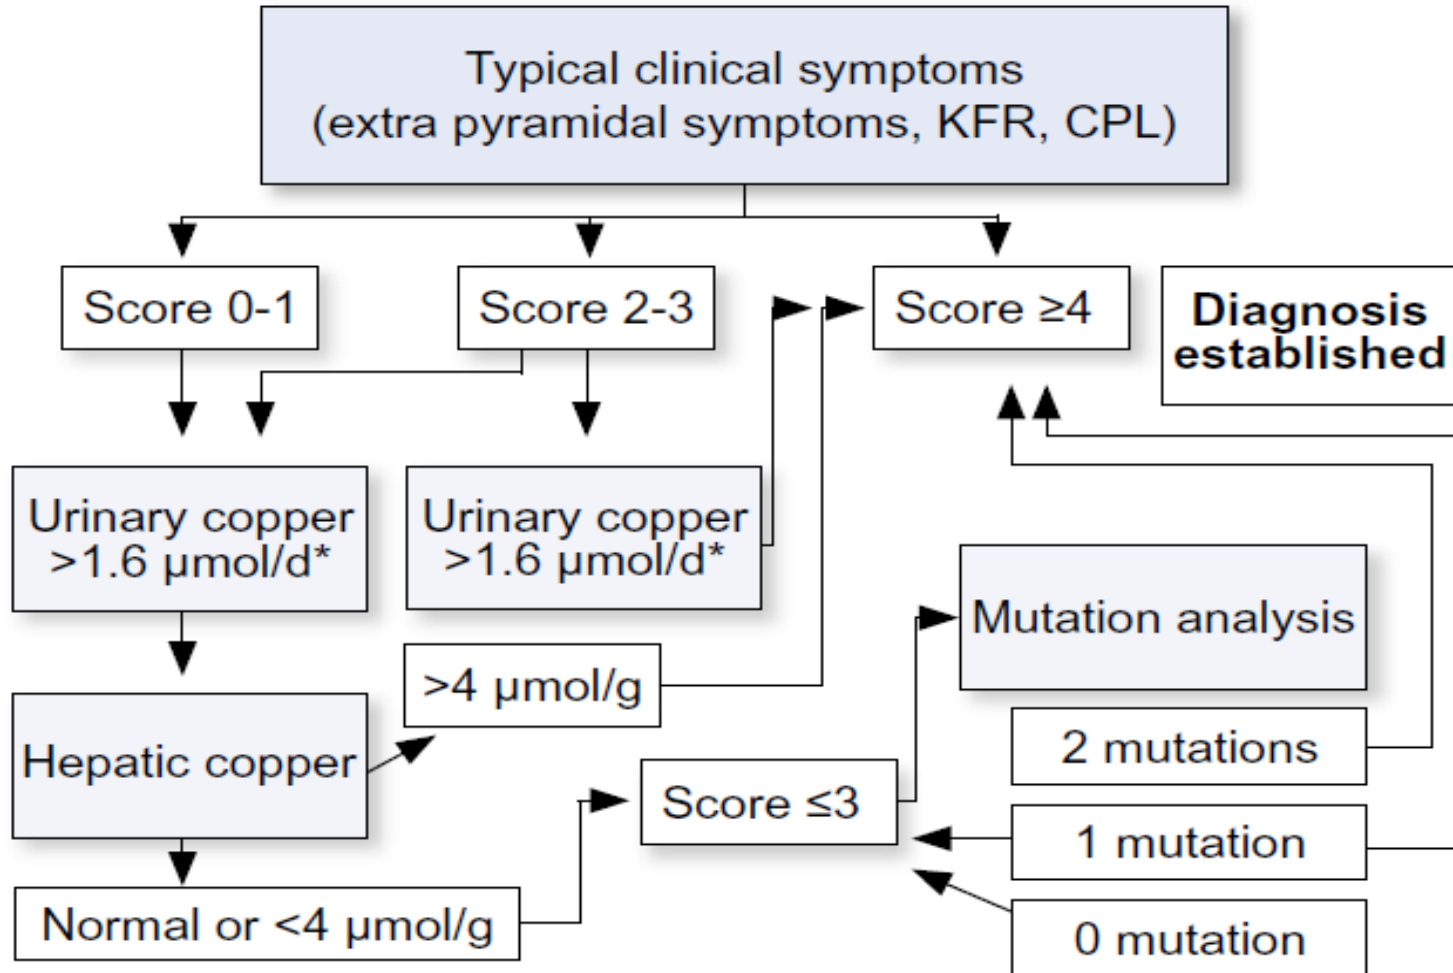 Typical clinical symptoms
(extra pyramidal symptoms, KFR, CPL)
Score 0-1
Score 2-3
Score ≥4
Diagnosis
established
Urinary copper
>1.6 µmol/d*
Urinary copper
>1.6 µmol/d*
Mutation analysis
>4 µmol/g
Hepatic copper
2 mutations
Score ≤3
1 mutation
Normal or <4 µmol/g
0 mutation